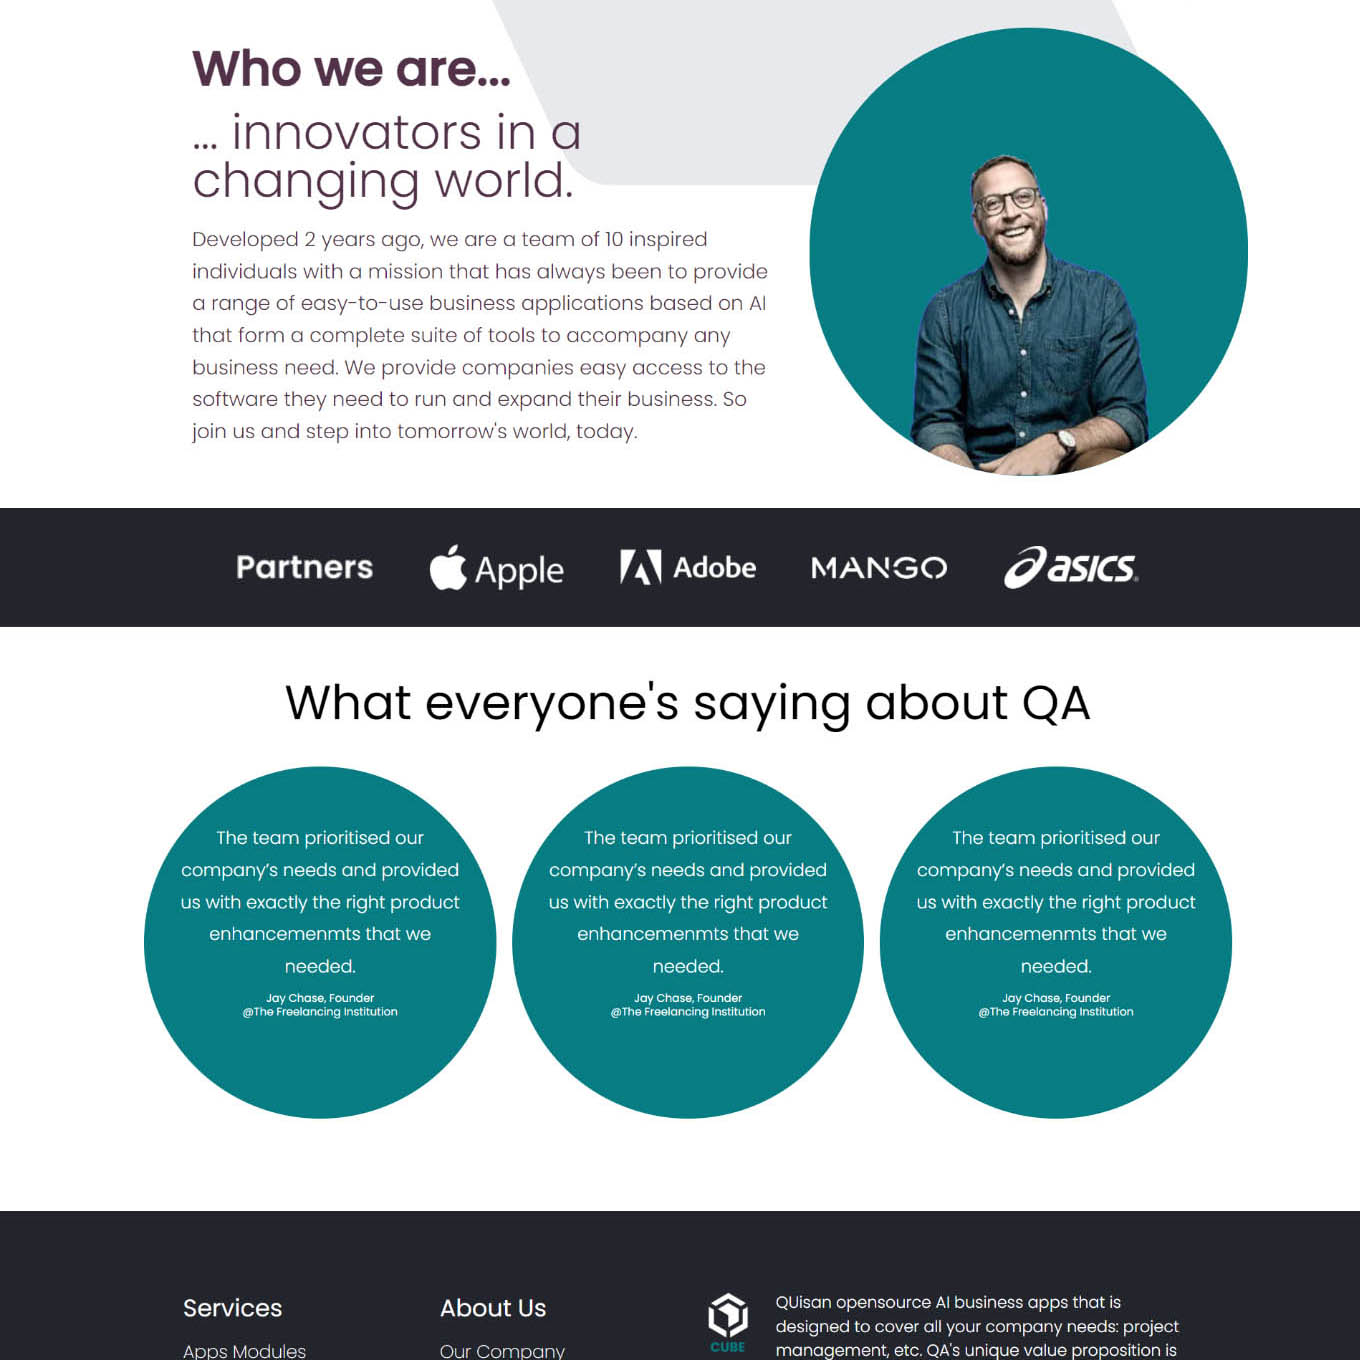 Who we are...
... innovators in a
changing world.
Developed 2 years ago, we are a team of 10 inspired
individuals with a mission that has always been to provide
a range of easy-to-use business applications based on AI
that form a complete suite of tools to accompany any
business need. We provide companies easy access to the
software they need to run and expand their business. So
join us and step into tomorrow's world, today.
Partners
Apple
Adobe
MANGO
asics
What everyone's saying about QA
The team prioritised our
company’s needs and provided
us with exactly the right product
enhancemenmts that we
needed.
Jay Chase, Founder
@The Freelancing Institution
The team prioritised our
company’s needs and provided
us with exactly the right product
enhancemenmts that we
needed.
Jay Chase, Founder
@The Freelancing Institution
The team prioritised our
company’s needs and provided
us with exactly the right product
enhancemenmts that we
needed.
Jay Chase, Founder
@The Freelancing Institution
Services
Apps Modules
About Us
Our Company
CUBE
QUisan opensource AI business apps that is
designed to cover all your company needs: project
management, etc. QA's unique value proposition is